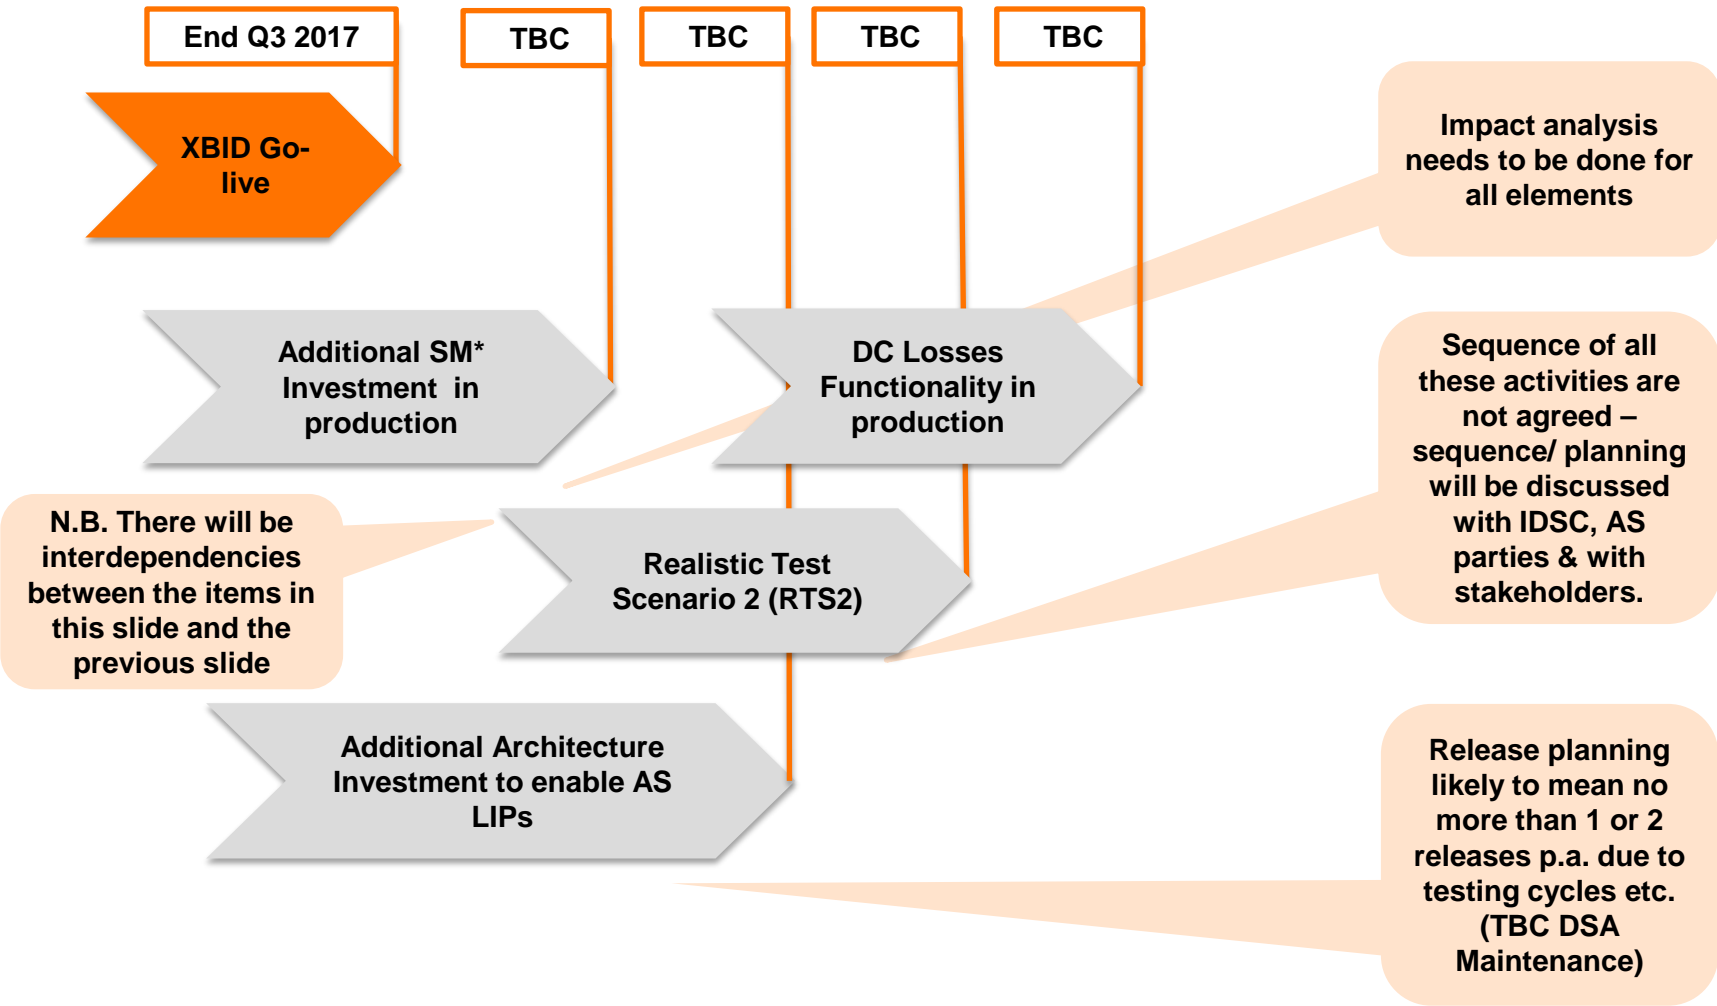 End Q3 2017
TBC
TBC
TBC
TBC
XBID Go-
live
Impact analysis
needs to be done for
all elements
Additional SM*
Investment in
production
DC Losses
Functionality in
production
Sequence of all
these activities are
not agreed –
sequence/ planning
will be discussed
with IDSC, AS
parties & with
stakeholders.
N.B. There will be
interdependencies
between the items in
this slide and the
previous slide
Realistic Test
Scenario 2 (RTS2)
Additional Architecture
Investment to enable AS
LIPs
Release planning
likely to mean no
more than 1 or 2
releases p.a. due to
testing cycles etc.
(TBC DSA
Maintenance)